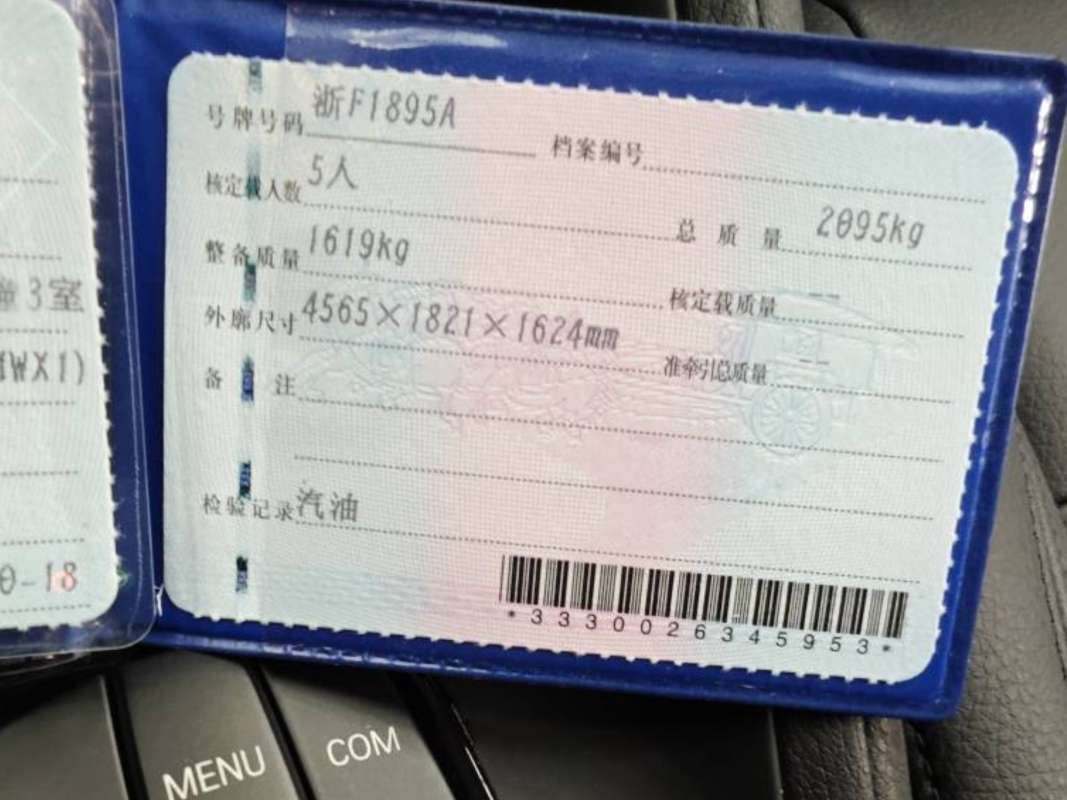 号牌号码 浙F1895A 档案编号
核定载人数 5人 总质量 2095kg
整备质量 1619kg 核定载质量 --
外廓尺寸 4565×1821×1624mm 准牵引总质量 --
备注
检验记录 汽油
*3330026345953*
3室
WX1)
0-18
MENU
COM